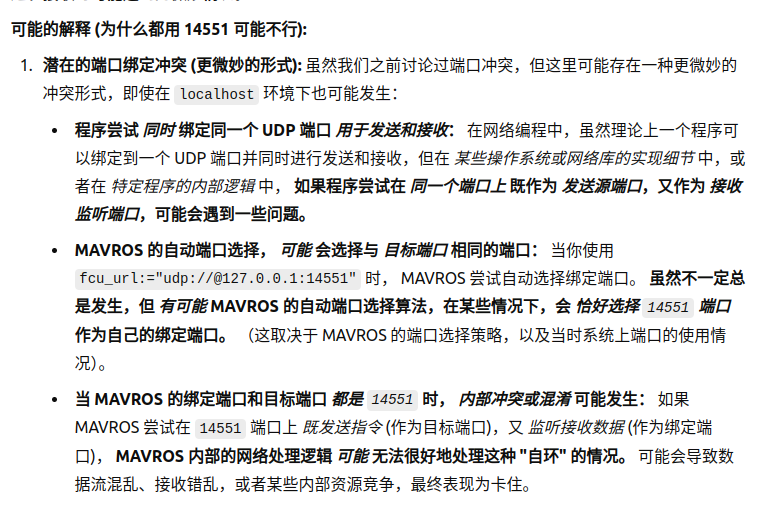 可能的解释 (为什么都用 14551 可能不行):
1. 潜在的端口绑定冲突 (更微妙的形式): 虽然我们之前讨论过端口冲突，但这里可能存在一种更微妙的
冲突形式，即使在 localhost 环境下也可能发生：
• 程序尝试 同时 绑定同一个 UDP 端口 用于发送和接收： 在网络编程中，虽然理论上一个程序可
以绑定到一个 UDP 端口并同时进行发送和接收，但在 某些操作系统或网络库的实现细节 中，或
者在 特定程序的内部逻辑 中， 如果程序尝试在 同一个端口上 既作为 发送源端口，又作为 接收
监听端口，可能会遇到一些问题。
• MAVROS 的自动端口选择， 可能 会选择与 目标端口 相同的端口： 当你使用
fcu_url:="udp://@127.0.0.1:14551" 时， MAVROS 尝试自动选择绑定端口。 虽然不一定总
是发生，但 有可能 MAVROS 的自动端口选择算法，在某些情况下，会 恰好选择 14551 端口
作为自己的绑定端口。 （这取决于 MAVROS 的端口选择策略，以及当时系统上端口的使用情
况）。
• 当 MAVROS 的绑定端口和目标端口 都是 14551 时， 内部冲突或混淆 可能发生： 如果
MAVROS 尝试在 14551 端口上 既发送指令 (作为目标端口)，又 监听接收数据 (作为绑定端
口)， MAVROS 内部的网络处理逻辑 可能 无法很好地处理这种 "自环" 的情况。 可能会导致数
据流混乱、接收错乱，或者某些内部资源竞争，最终表现为卡住。